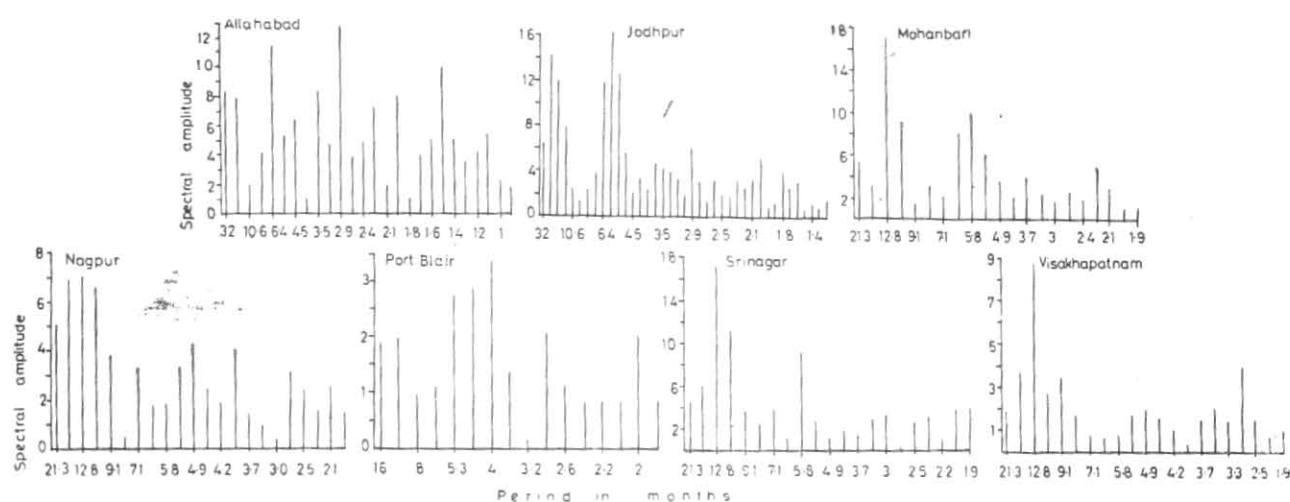 Allahabad
Jodhpur
Mohanbari
Spectral amplitude
12
10
8
6
4
2
0
16
12
8
4
0
18
14
10
6
2
32 10·6 6·4 4·5 3·5 2·9 2·4 2·1 1·8 1·6 1·4 1·2 1
32 10·6 6·4 4·5 3·5 2·9 2·5 2·1 1·8 1·4
21·3 12·8 9·1 7·1 5·8 4·9 3·7 3 2·4 2·1 1·9
Nagpur
Port Blair
Srinagar
Visakhapatnam
Spectral amplitude
8
6
4
2
0
3
2
1
0
18
14
10
6
2
9
7
5
3
1
21·3 12·8 9·1 7·1 5·8 4·9 4·2 3·7 3·0 2·5 2·1
16 8 5·3 4 3·2 2·6 2·2 2
21·3 12·8 9·1 7·1 5·8 4·9 3·7 3 2·5 2·2 1·9
21·3 12·8 9·1 7·1 5·8 4·9 4·2 3·7 3·3 2·5 1·9
Period in months